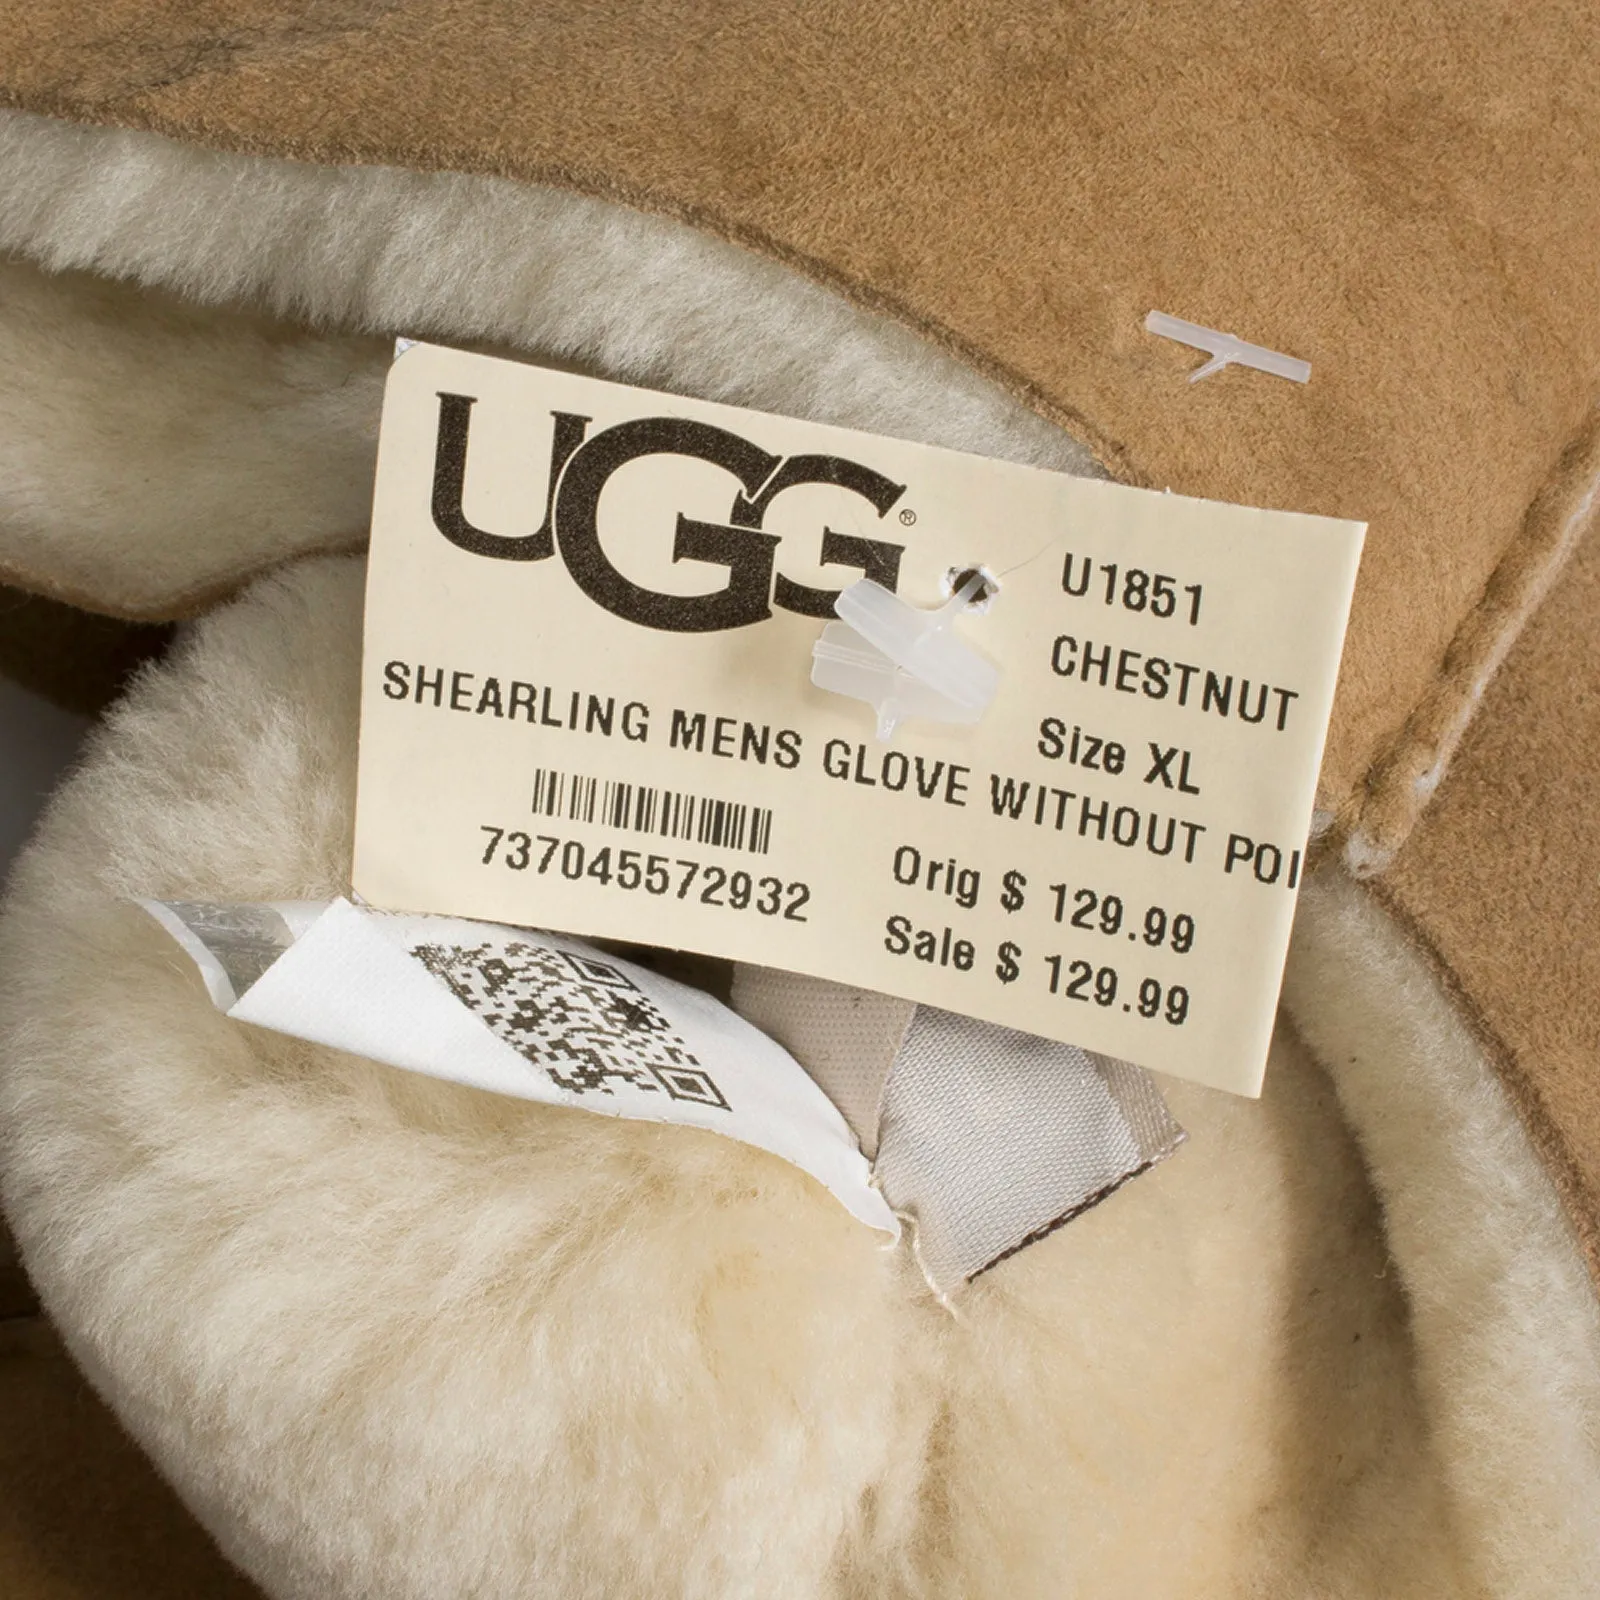 UGG®
U1851
CHESTNUT
Size XL
SHEARLING MENS GLOVE WITHOUT POI
737045572932
Orig $ 129.99
Sale $ 129.99